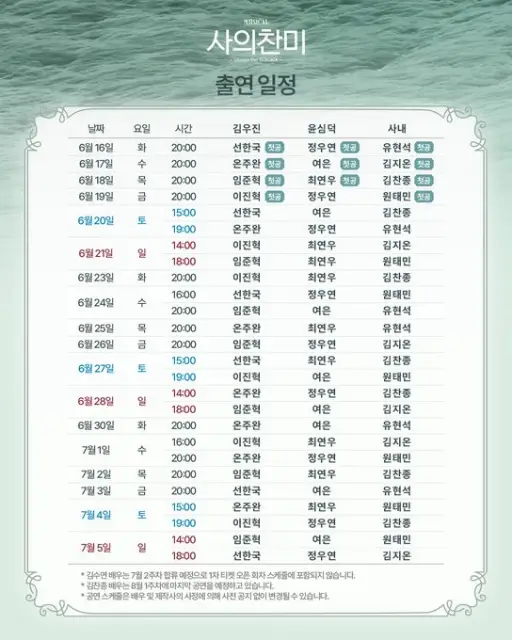 MUSICAL
사의찬미
출연 일정
날짜 요일 시간 김우진 윤심덕 사내
6월 16일 화 20:00 선한국 첫공 정우연 첫공 유현석 첫공
6월 17일 수 20:00 온주완 첫공 여은 첫공 김지온 첫공
6월 18일 목 20:00 임준혁 첫공 최연우 첫공 김찬종 첫공
6월 19일 금 20:00 이진혁 첫공 정우연 원태민 첫공
6월 20일 토 15:00 선한국 여은 김찬종
19:00 온주완 정우연 유현석
6월 21일 일 14:00 이진혁 최연우 김지온
18:00 임준혁 최연우 원태민
6월 23일 화 20:00 이진혁 최연우 김찬종
6월 24일 수 16:00 선한국 정우연 원태민
20:00 임준혁 여은 유현석
6월 25일 목 20:00 온주완 최연우 유현석
6월 26일 금 20:00 임준혁 정우연 김지온
6월 27일 토 15:00 선한국 최연우 김찬종
19:00 이진혁 여은 원태민
6월 28일 일 14:00 온주완 정우연 김찬종
18:00 임준혁 여은 김지온
6월 30일 화 20:00 온주완 여은 유현석
7월 1일 수 16:00 이진혁 최연우 김지온
20:00 온주완 정우연 원태민
7월 2일 목 20:00 임준혁 최연우 김찬종
7월 3일 금 20:00 선한국 여은 유현석
7월 4일 토 15:00 온주완 최연우 원태민
19:00 이진혁 정우연 김찬종
7월 5일 일 14:00 임준혁 여은 유현석
18:00 선한국 정우연 김지온
* 김수연 배우는 7월 2주차 합류 예정으로 1차 티켓 오픈 회차 스케줄에 포함되지 않습니다.
* 김찬종 배우는 8월 1주차에 마지막 공연을 예정하고 있습니다.
* 공연 스케줄은 배우 및 제작사의 사정에 의해 사전 공지 없이 변경될 수 있습니다.